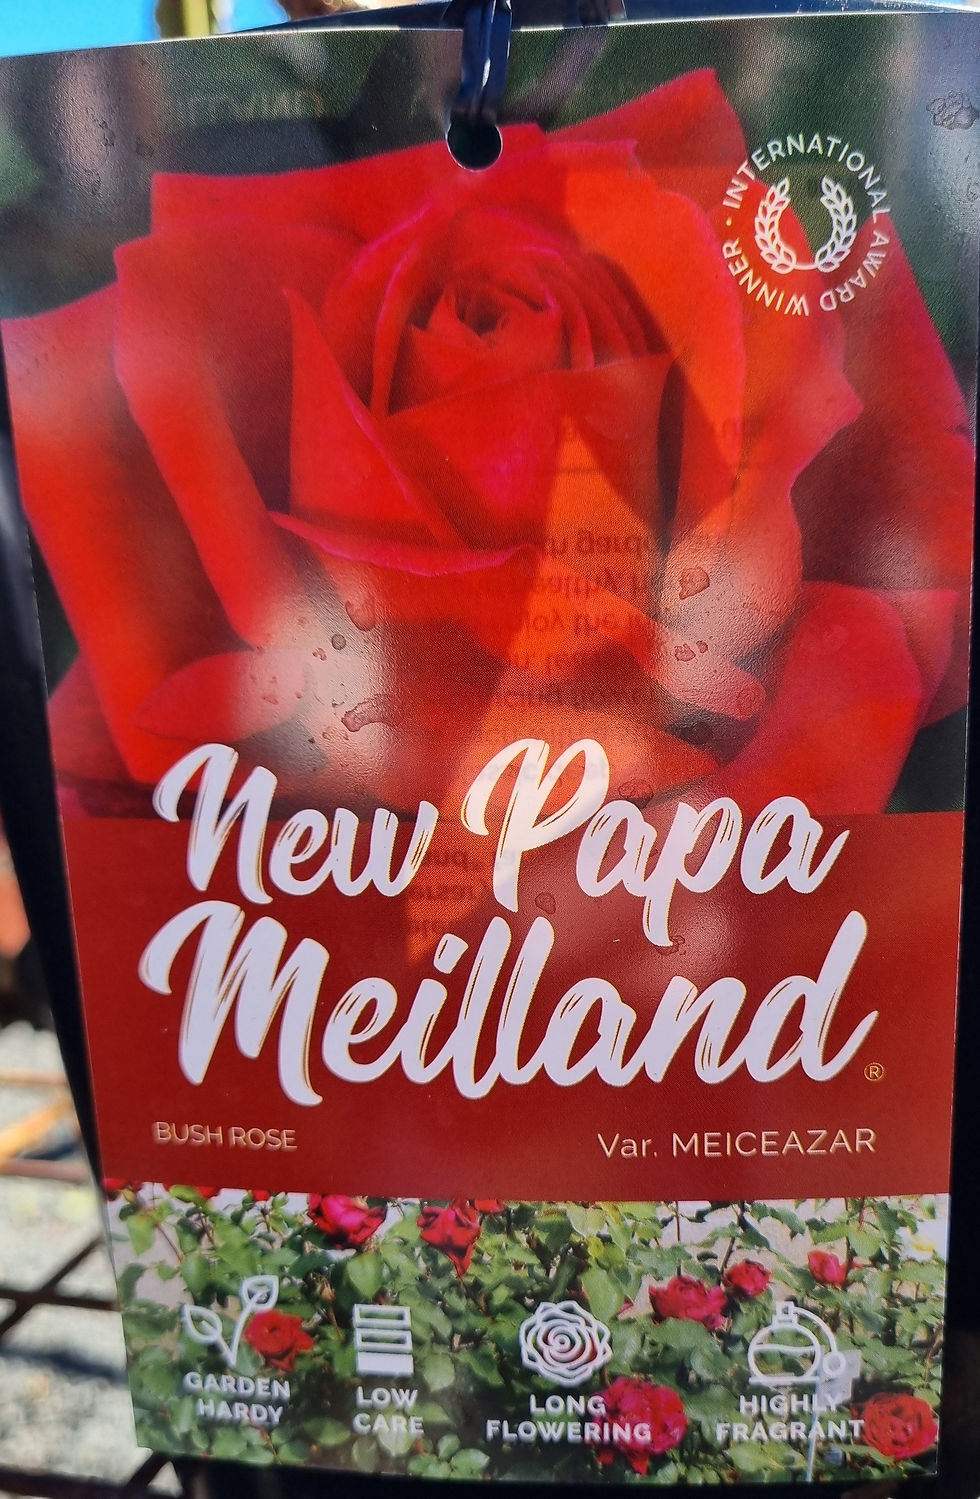 INTERNATIONAL AWARD WINNER ·
New Papa
Meilland®
BUSH ROSE
Var. MEICEAZAR
GARDEN
HARDY
LOW
CARE
LONG
FLOWERING
HIGHLY
FRAGRANT